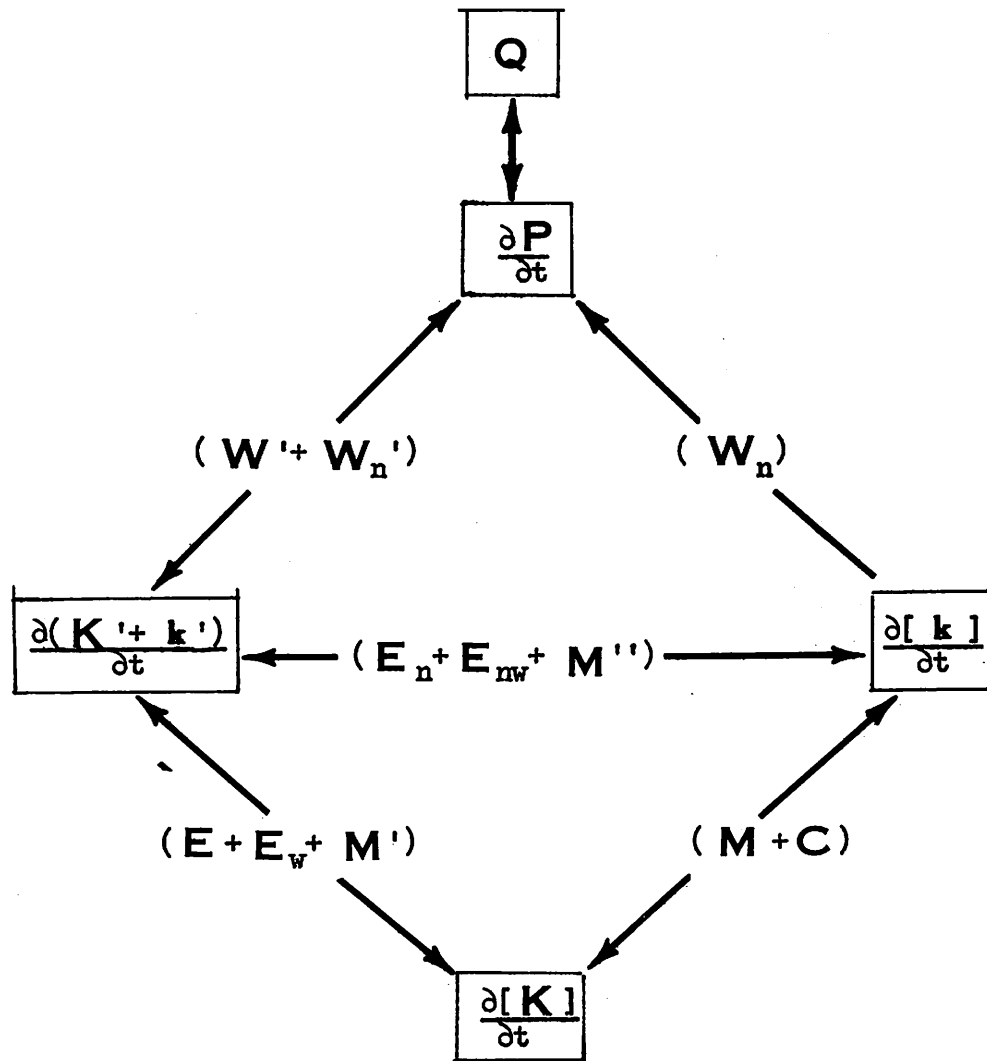 Q
∂P
∂t
(W'+ Wn')
(Wn)
∂(K'+ k')
∂t
(En+ Enw+ M'')
∂[k]
∂t
(E+Ew+ M')
(M+C)
∂[K]
∂t